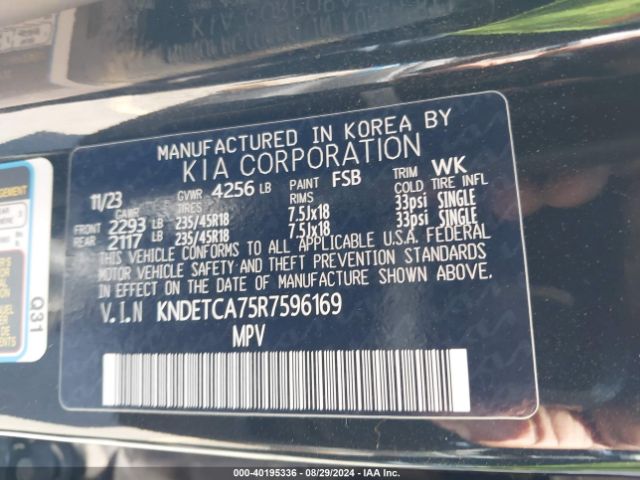 MANUFACTURED IN KOREA BY
KIA CORPORATION
11/23 GVWR 4256 LB PAINT FSB TRIM WK
GAWR TIRES RIMS COLD TIRE INFL
FRONT 2293 LB 235/45R18 7.5Jx18 33psi SINGLE
REAR 2117 LB 235/45R18 7.5Jx18 33psi SINGLE
THIS VEHICLE CONFORMS TO ALL APPLICABLE U.S.A. FEDERAL
MOTOR VEHICLE SAFETY AND THEFT PREVENTION STANDARDS
IN EFFECT ON THE DATE OF MANUFACTURE SHOWN ABOVE.
V.I.N KNDETCA75R7596169
MPV
Q31
000-40195336 - 08/29/2024 - IAA Inc.